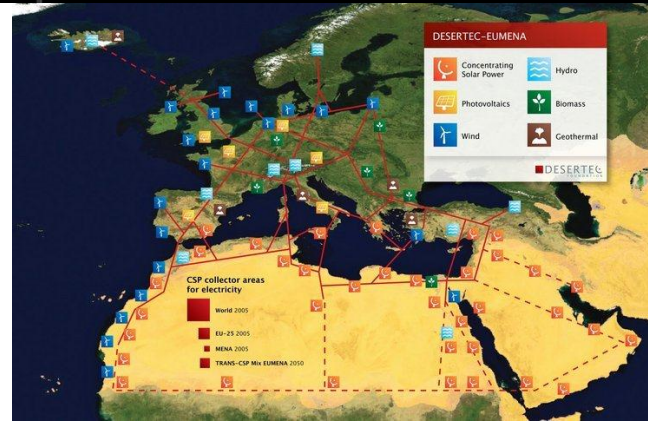 DESERTEC-EUMENA
Concentrating
Solar Power
Hydro
Photovoltaics
Biomass
Wind
Geothermal
DESERTEC
FOUNDATION
CSP collector areas
for electricity
World 2005
EU-25 2005
MENA 2005
TRANS-CSP Mix EUMENA 2050